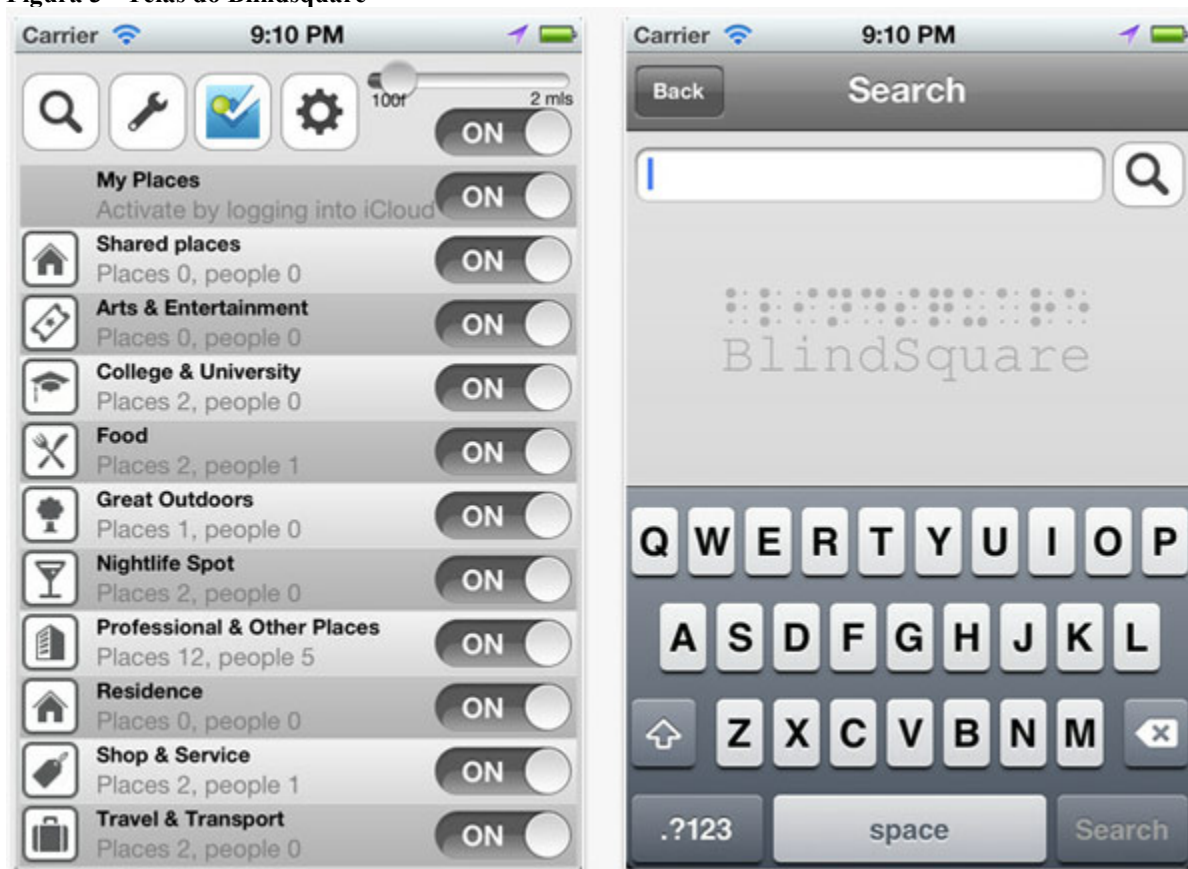 Figura 3 - Telas do Blindsquare
Carrier 9:10 PM
100f 2 mls
ON
My Places
Activate by logging into iCloud ON
Shared places
Places 0, people 0 ON
Arts & Entertainment
Places 0, people 0 ON
College & University
Places 2, people 0 ON
Food
Places 2, people 1 ON
Great Outdoors
Places 1, people 0 ON
Nightlife Spot
Places 2, people 0 ON
Professional & Other Places
Places 12, people 5 ON
Residence
Places 0, people 0 ON
Shop & Service
Places 2, people 1 ON
Travel & Transport
Places 2, people 0 ON
Carrier 9:10 PM
Back Search
BlindSquare
Q W E R T Y U I O P
A S D F G H J K L
Z X C V B N M
.?123 space Search